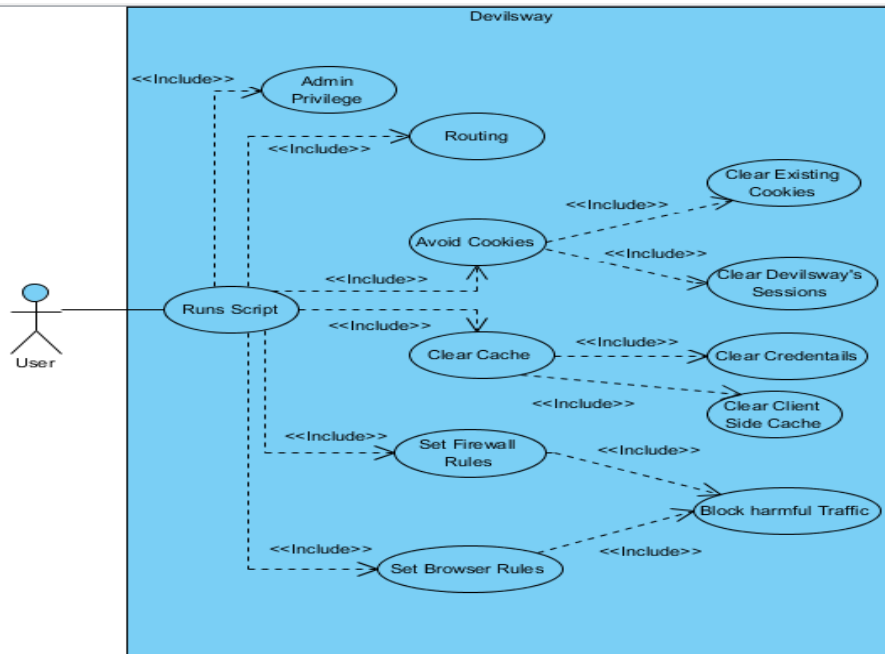 Devilsway
<<Include>>
Admin
Privilege
<<Include>>
Routing
Clear Existing
Cookies
<<Include>>
Avoid Cookies
<<Include>>
<<Include>>
Clear Devilsway's
Sessions
Runs Script
<<Include>>
User
Clear Cache
<<Include>>
Clear Credentails
<<Include>>
Clear Client
Side Cache
<<Include>>
Set Firewall
Rules
<<Include>>
Block harmful Traffic
<<Include>>
Set Browser Rules
<<Include>>